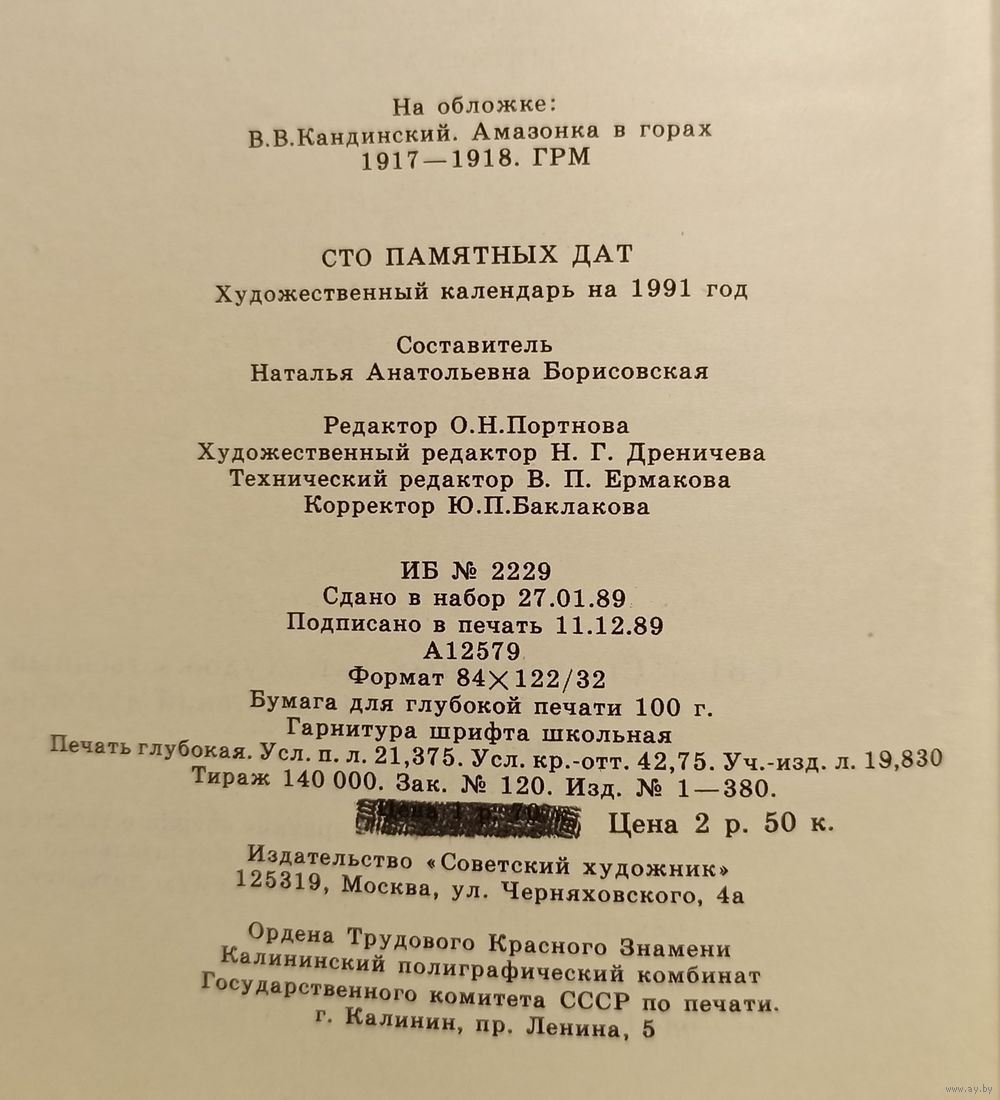 На обложке:
В.В.Кандинский. Амазонка в горах
1917—1918. ГРМ
СТО ПАМЯТНЫХ ДАТ
Художественный календарь на 1991 год
Составитель
Наталья Анатольевна Борисовская
Редактор О.Н.Портнова
Художественный редактор Н. Г. Дреничева
Технический редактор В. П. Ермакова
Корректор Ю.П.Баклакова
ИБ № 2229
Сдано в набор 27.01.89
Подписано в печать 11.12.89
А12579
Формат 84×122/32
Бумага для глубокой печати 100 г.
Гарнитура шрифта школьная
Печать глубокая. Усл. п. л. 21,375. Усл. кр.-отт. 42,75. Уч.-изд. л. 19,830
Тираж 140 000. Зак. № 120. Изд. № 1—380.
Цена 2 р. 50 к.
Издательство «Советский художник»
125319, Москва, ул. Черняховского, 4а
Ордена Трудового Красного Знамени
Калининский полиграфический комбинат
Государственного комитета СССР по печати.
г. Калинин, пр. Ленина, 5
www.ay.by